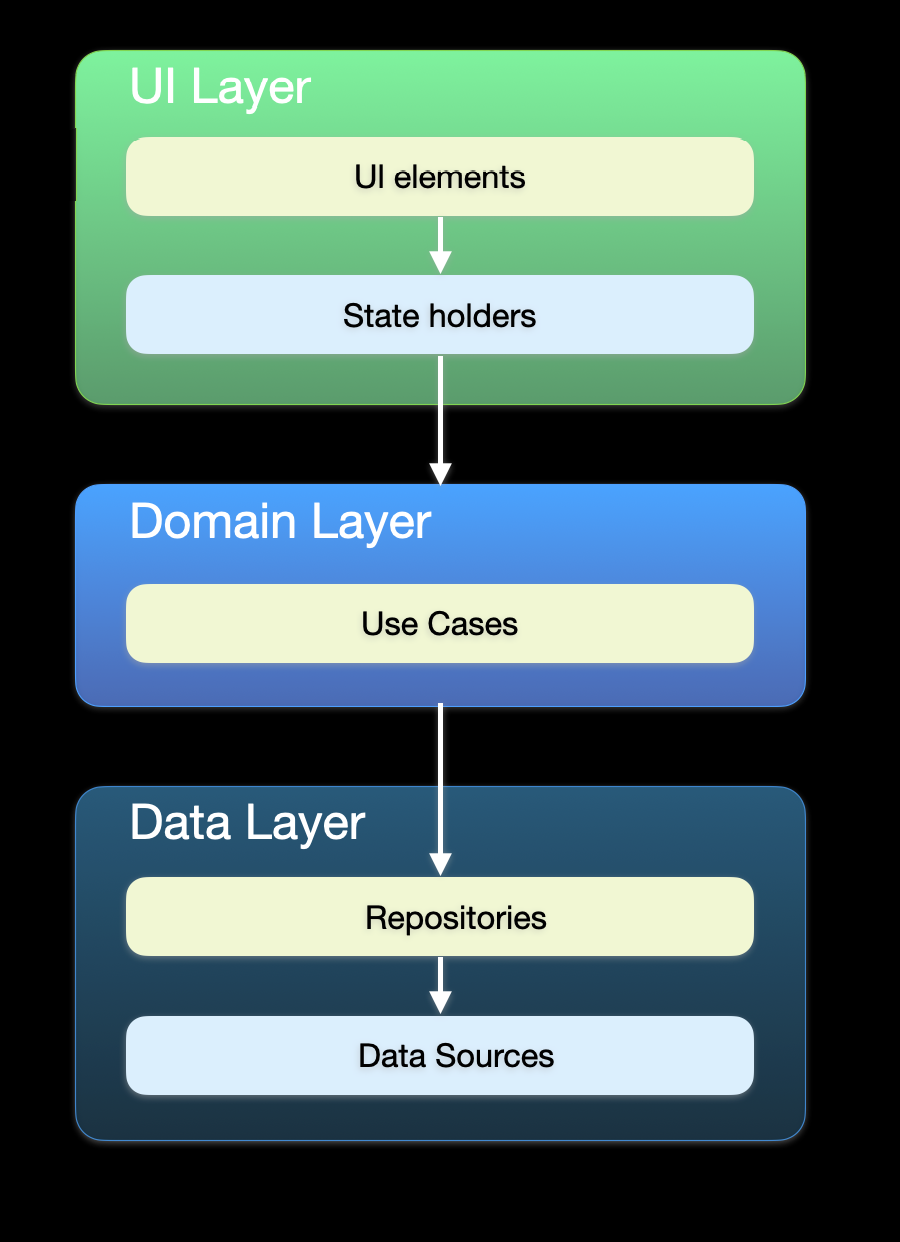 UI Layer
UI elements
State holders
Domain Layer
Use Cases
Data Layer
Repositories
Data Sources